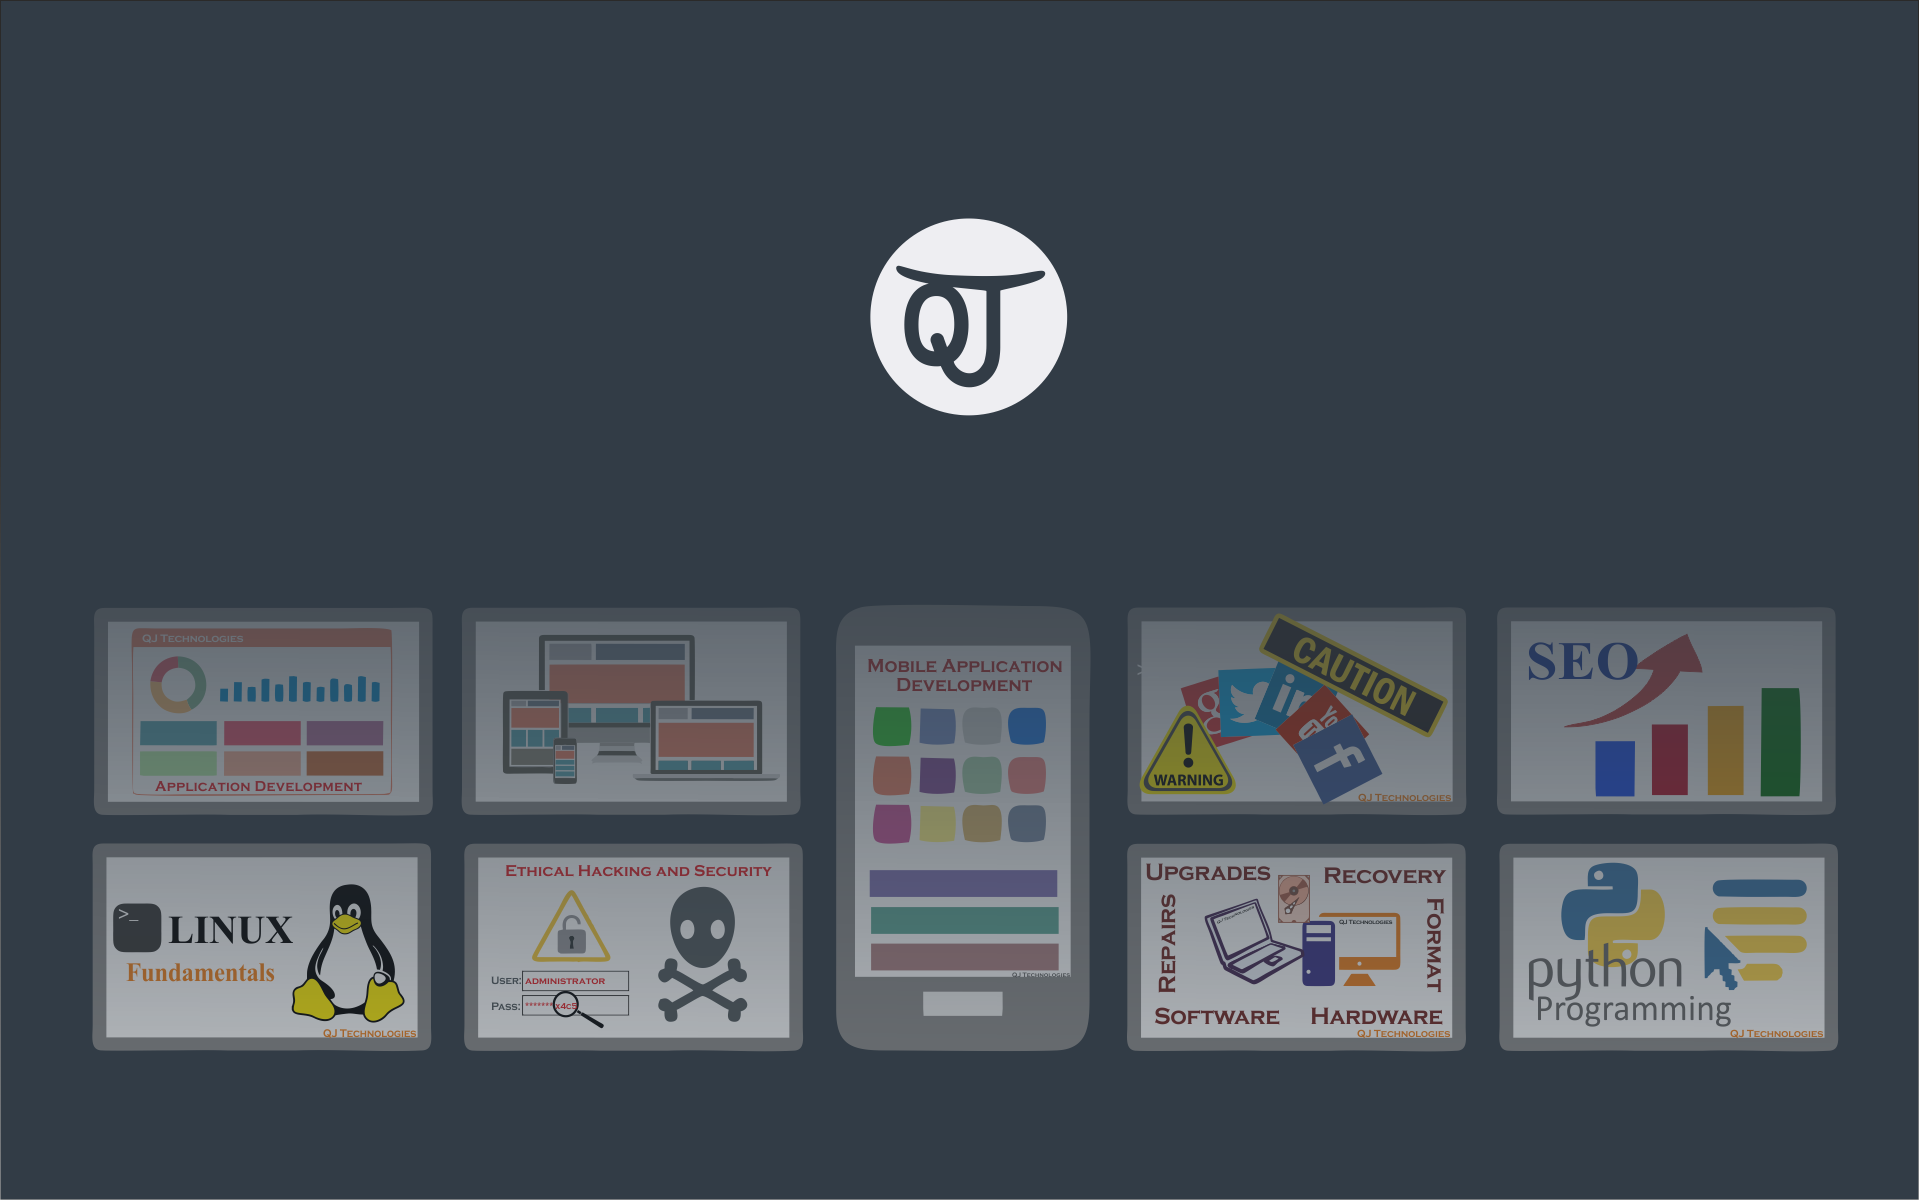 QJ
QJ TECHNOLOGIES
APPLICATION DEVELOPMENT
MOBILE APPLICATION
DEVELOPMENT
QJ TECHNOLOGIES
CAUTION
g
in
You
f
WARNING
QJ TECHNOLOGIES
SEO
>_
LINUX
Fundamentals
QJ TECHNOLOGIES
ETHICAL HACKING AND SECURITY
USER: ADMINISTRATOR
PASS: *******x4c5
UPGRADES
RECOVERY
REPAIRS
FORMAT
QJ TECHNOLOGIES
SOFTWARE
HARDWARE
QJ TECHNOLOGIES
python
Programming
QJ TECHNOLOGIES